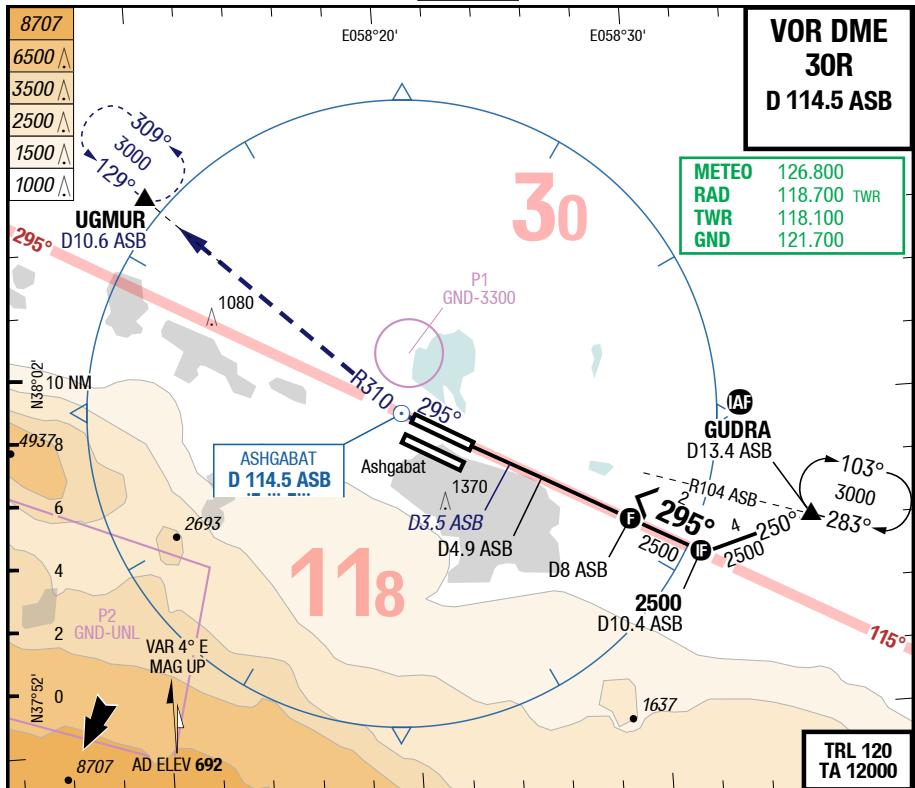 8707
6500
3500
2500
1500
1000
E058°20'
E058°30'
VOR DME
30R
D 114.5 ASB
METEO 126.800
RAD 118.700 TWR
TWR 118.100
GND 121.700
309°
3000
129°
UGMUR
D10.6 ASB
295°
30
P1
GND-3300
1080
N38°02'
10 NM
R310
295°
IAF
GUDRA
D13.4 ASB
4937
8
ASHGABAT
D 114.5 ASB
Ashgabat
1370
D3.5 ASB
D4.9 ASB
R104 ASB
103°
3000
283°
6
2
295°
4
250°
F
2500
IF
2500
2693
D8 ASB
118
2500
D10.4 ASB
4
P2
GND-UNL
2
VAR 4° E
MAG UP
115°
N37°52'
0
1637
8707
AD ELEV 692
TRL 120
TA 12000